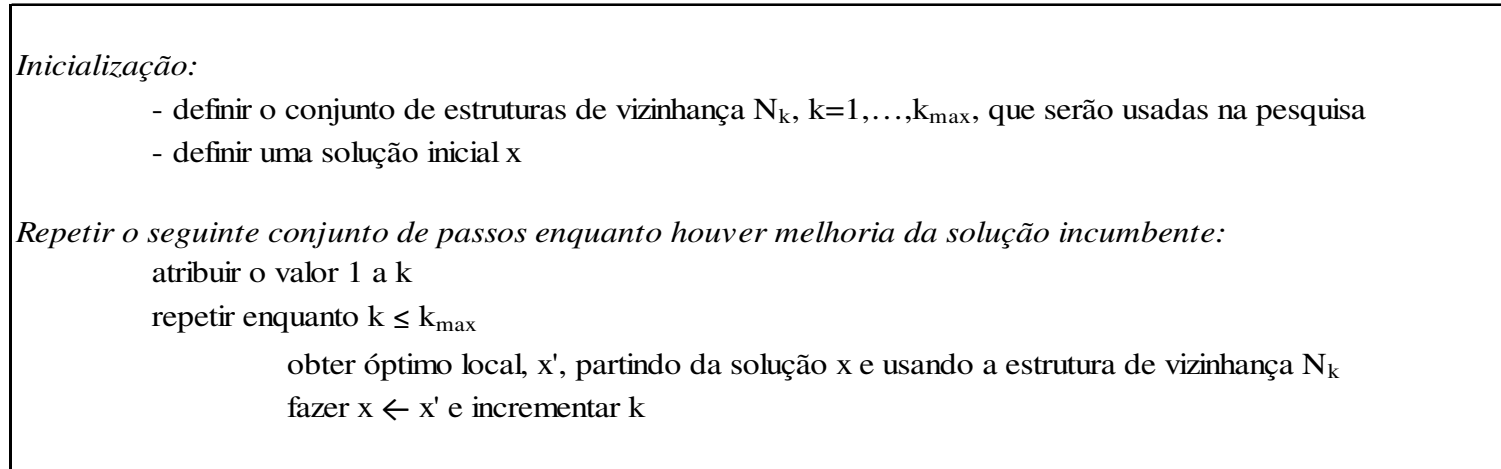 Inicialização:
- definir o conjunto de estruturas de vizinhança Nk, k=1,…,kmax, que serão usadas na pesquisa
- definir uma solução inicial x
Repetir o seguinte conjunto de passos enquanto houver melhoria da solução incumbente:
atribuir o valor 1 a k
repetir enquanto k ≤ kmax
obter óptimo local, x', partindo da solução x e usando a estrutura de vizinhança Nk
fazer x ← x' e incrementar k